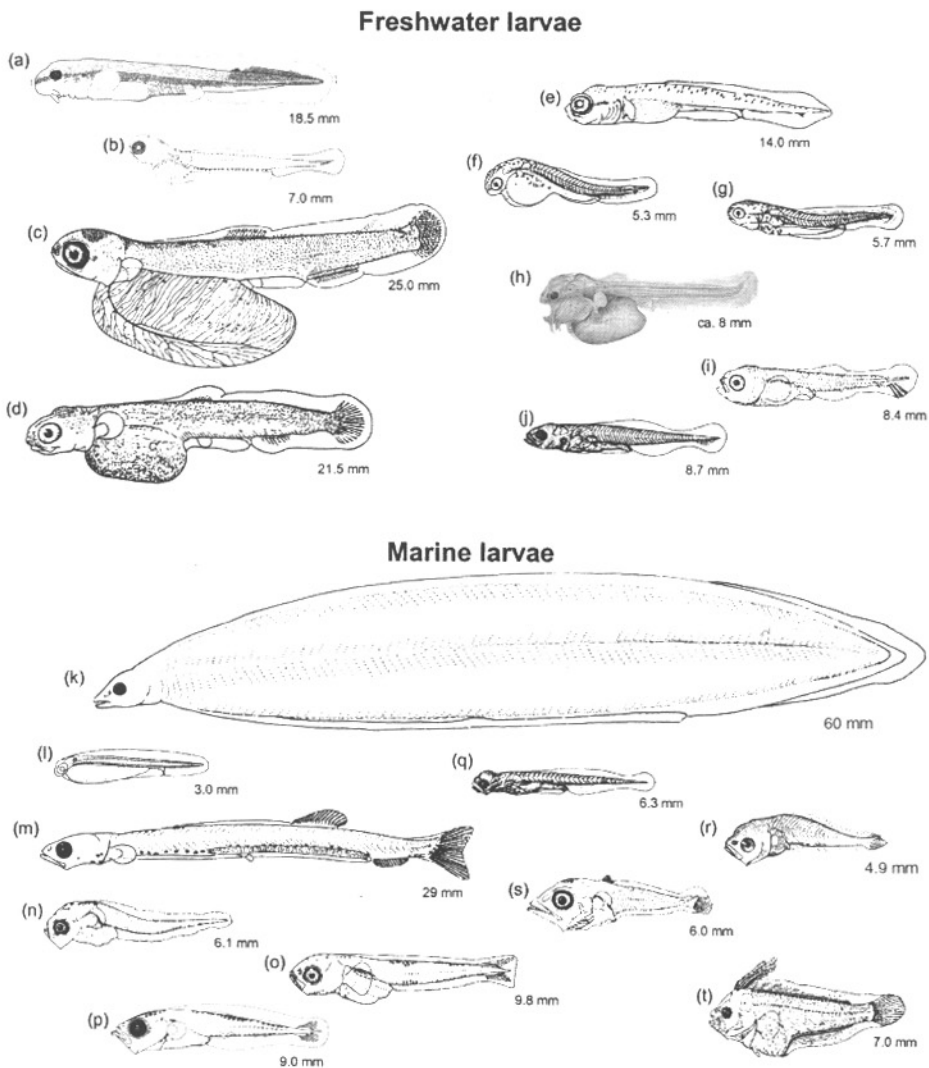 Freshwater larvae
(a)
18.5 mm
(b)
7.0 mm
(c)
25.0 mm
(d)
21.5 mm
(e)
14.0 mm
(f)
5.3 mm
(g)
5.7 mm
(h)
ca. 8 mm
(i)
8.4 mm
(j)
8.7 mm
Marine larvae
(k)
60 mm
(l)
3.0 mm
(m)
29 mm
(n)
6.1 mm
(o)
9.8 mm
(p)
9.0 mm
(q)
6.3 mm
(r)
4.9 mm
(s)
6.0 mm
(t)
7.0 mm